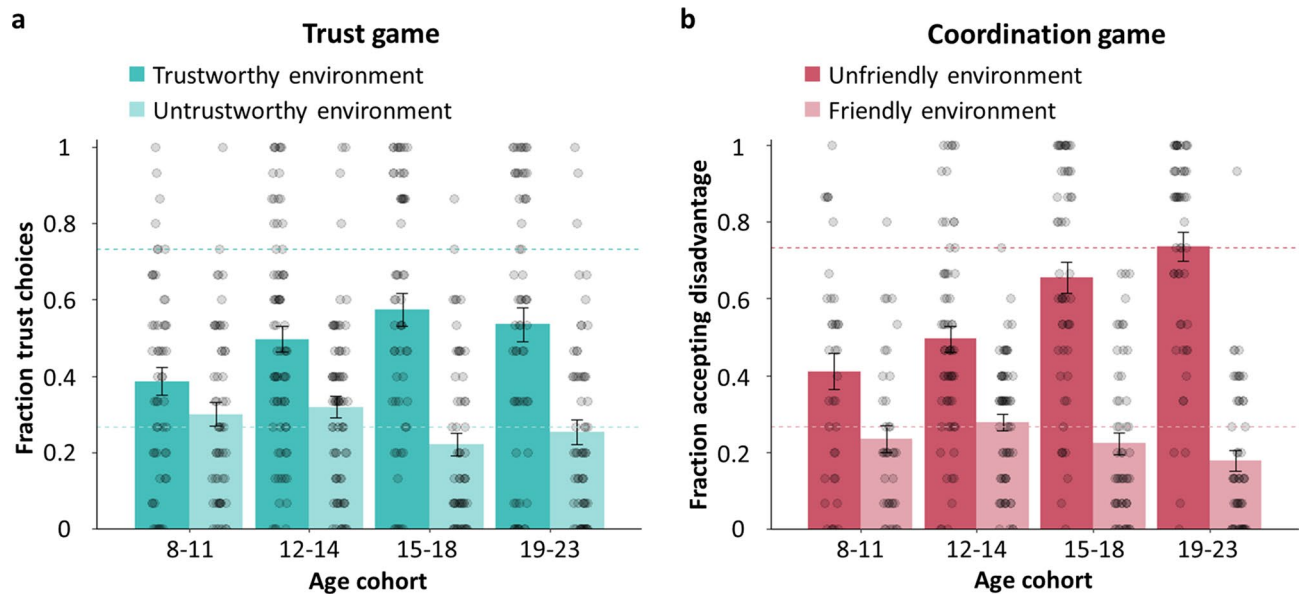 a
Trust game
Trustworthy environment
Untrustworthy environment
Fraction trust choices
1
0.8
0.6
0.4
0.2
0
8-11
12-14
15-18
19-23
Age cohort
b
Coordination game
Unfriendly environment
Friendly environment
Fraction accepting disadvantage
1
0.8
0.6
0.4
0.2
0
8-11
12-14
15-18
19-23
Age cohort